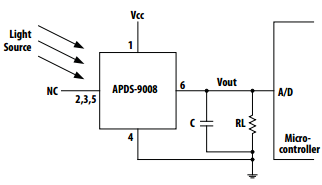 Vcc
Light
Source
1
NC
2,3,5
APDS-9008
6
Vout
A/D
C
RL
4
Micro-
controller